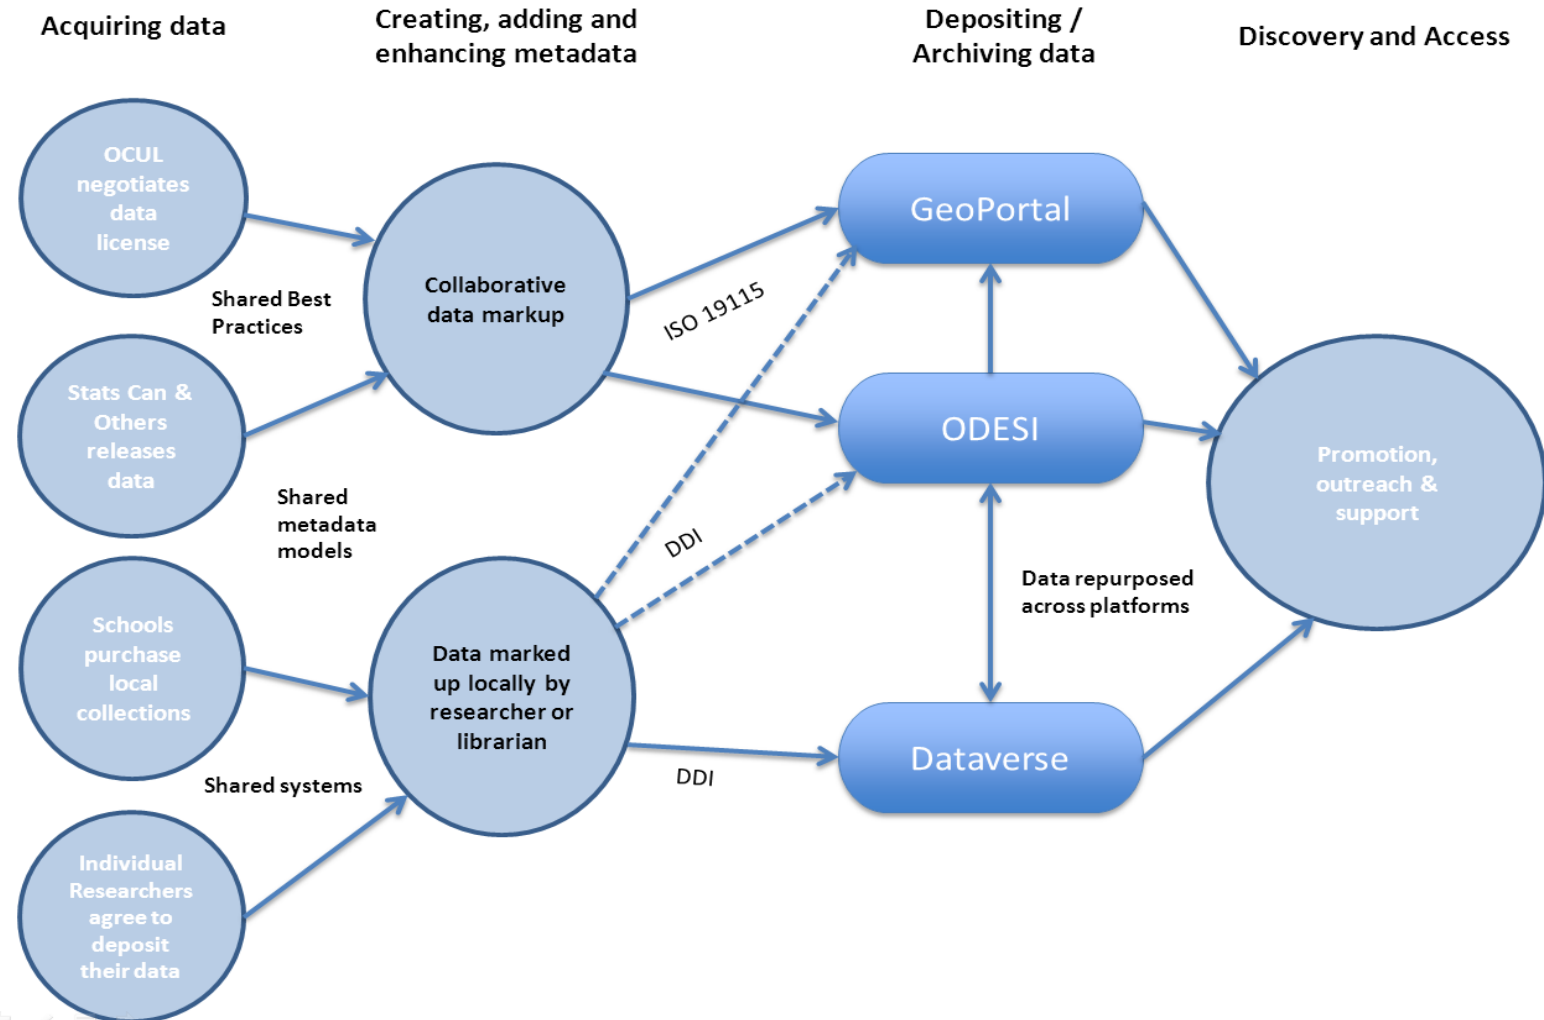 Acquiring data
Creating, adding and
enhancing metadata
Depositing /
Archiving data
Discovery and Access
OCUL
negotiates
data
license
Shared Best
Practices
Stats Can &
Others
releases
data
Shared
metadata
models
Schools
purchase
local
collections
Shared systems
Individual
Researchers
agree to
deposit
their data
Collaborative
data markup
Data marked
up locally by
researcher or
librarian
ISO 19115
DDI
DDI
GeoPortal
ODESI
Data repurposed
across platforms
Dataverse
Promotion,
outreach &
support